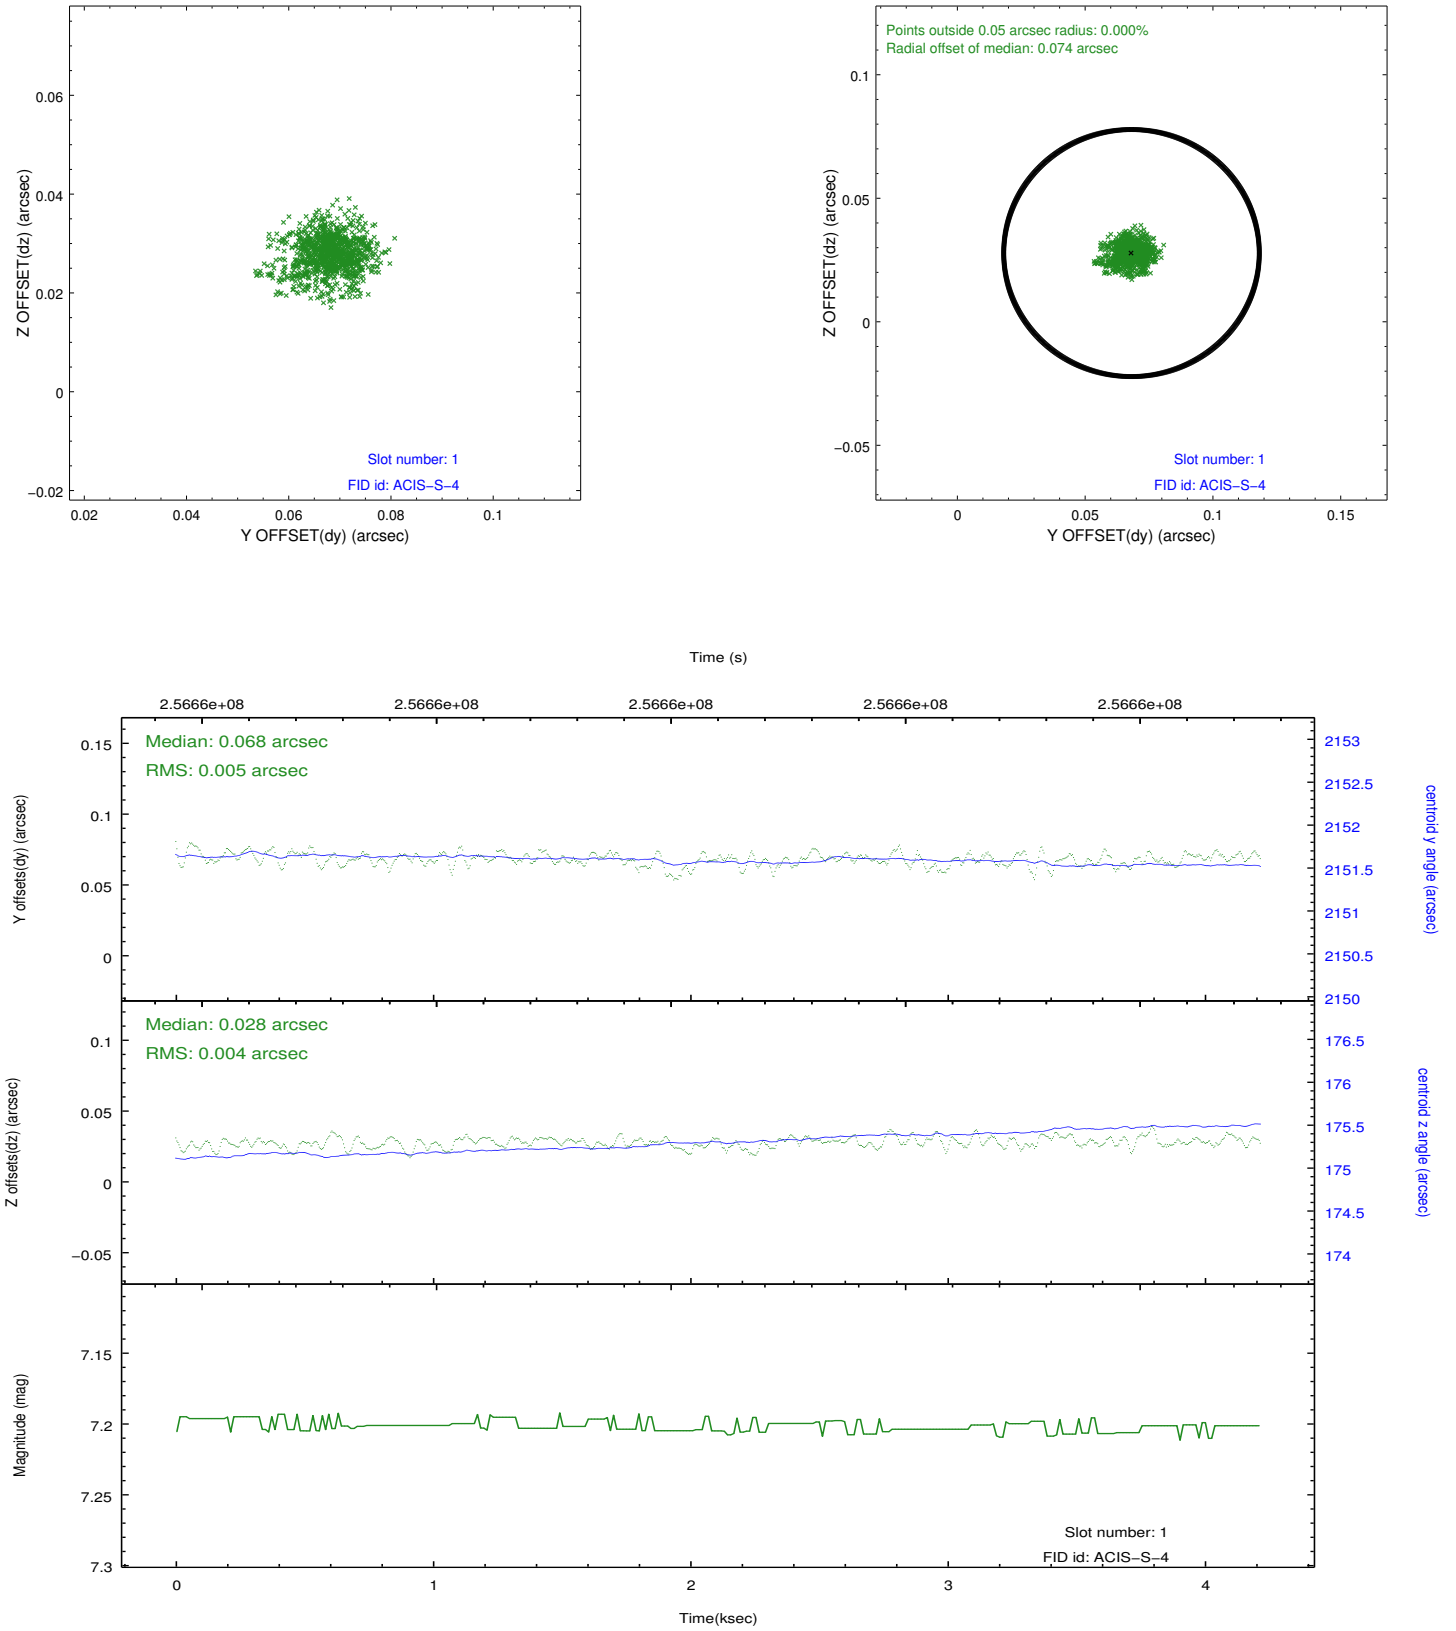 Z OFFSET(dz) (arcsec)
0.06
0.04
0.02
0
−0.02
0.02
0.04
0.06
0.08
0.1
Y OFFSET(dy) (arcsec)
Slot number: 1
FID id: ACIS−S−4
Points outside 0.05 arcsec radius: 0.000%
Radial offset of median: 0.074 arcsec
Z OFFSET(dz) (arcsec)
0.1
0.05
0
−0.05
0
0.05
0.1
0.15
Y OFFSET(dy) (arcsec)
Slot number: 1
FID id: ACIS−S−4
Time (s)
2.5666e+08
2.5666e+08
2.5666e+08
2.5666e+08
2.5666e+08
Y offsets(dy) (arcsec)
0.15
0.1
0.05
0
Median: 0.068 arcsec
RMS: 0.005 arcsec
2153
2152.5
2152
2151.5
2151
2150.5
2150
centroid y angle (arcsec)
Z offsets(dz) (arcsec)
0.1
0.05
0
−0.05
Median: 0.028 arcsec
RMS: 0.004 arcsec
176.5
176
175.5
175
174.5
174
centroid z angle (arcsec)
Magnitude (mag)
7.15
7.2
7.25
7.3
Slot number: 1
FID id: ACIS−S−4
0
1
2
3
4
Time(ksec)